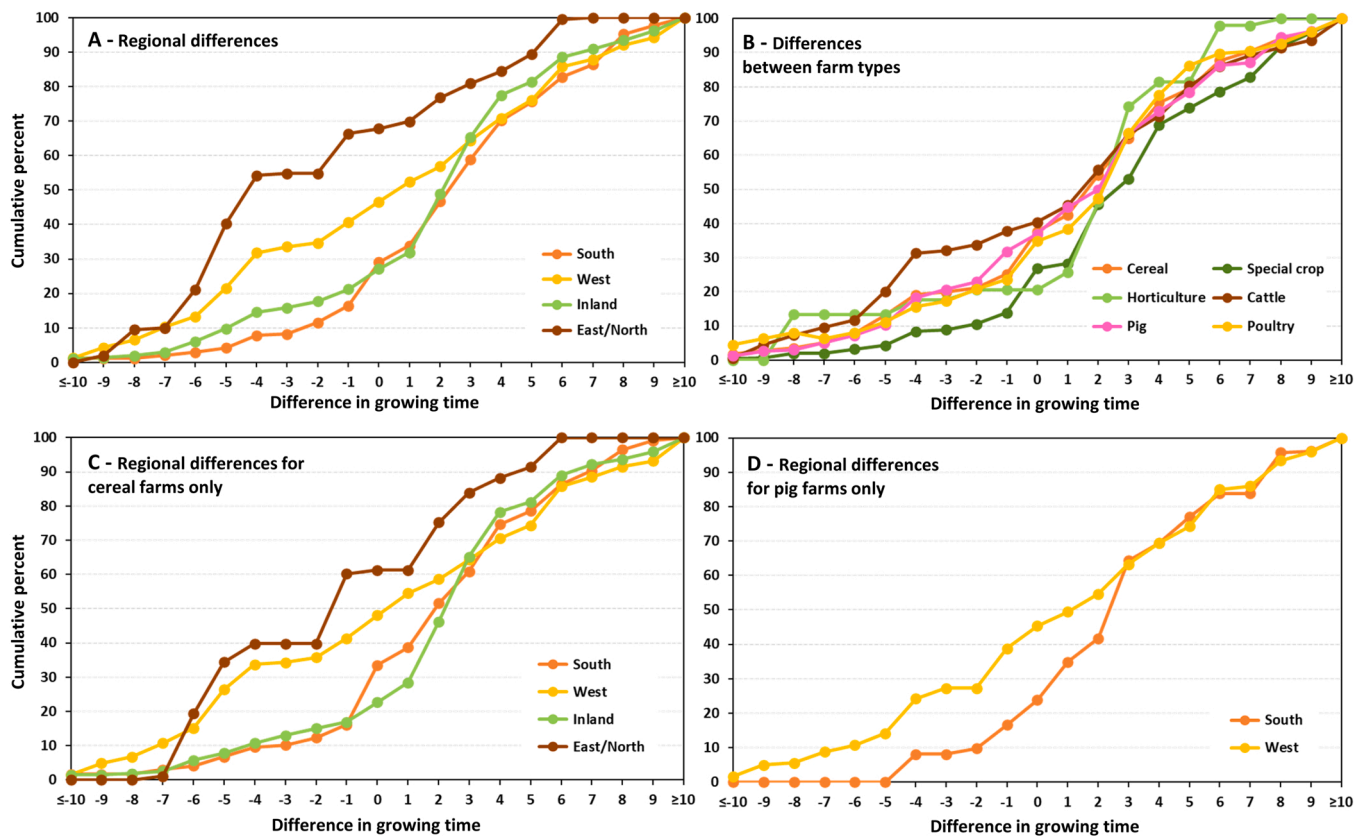 A - Regional differences
Cumulative percent
100
90
80
70
60
50
40
30
20
10
0
South
West
Inland
East/North
≤-10 -9 -8 -7 -6 -5 -4 -3 -2 -1 0 1 2 3 4 5 6 7 8 9 ≥10
Difference in growing time
B - Differences
between farm types
100
90
80
70
60
50
40
30
20
10
0
Cereal Special crop
Horticulture Cattle
Pig Poultry
≤-10 -9 -8 -7 -6 -5 -4 -3 -2 -1 0 1 2 3 4 5 6 7 8 9 ≥10
Difference in growing time
C - Regional differences for
cereal farms only
Cumulative percent
100
90
80
70
60
50
40
30
20
10
0
South
West
Inland
East/North
≤-10 -9 -8 -7 -6 -5 -4 -3 -2 -1 0 1 2 3 4 5 6 7 8 9 ≥10
Difference in growing time
D - Regional differences
for pig farms only
100
90
80
70
60
50
40
30
20
10
0
South
West
≤-10 -9 -8 -7 -6 -5 -4 -3 -2 -1 0 1 2 3 4 5 6 7 8 9 ≥10
Difference in growing time